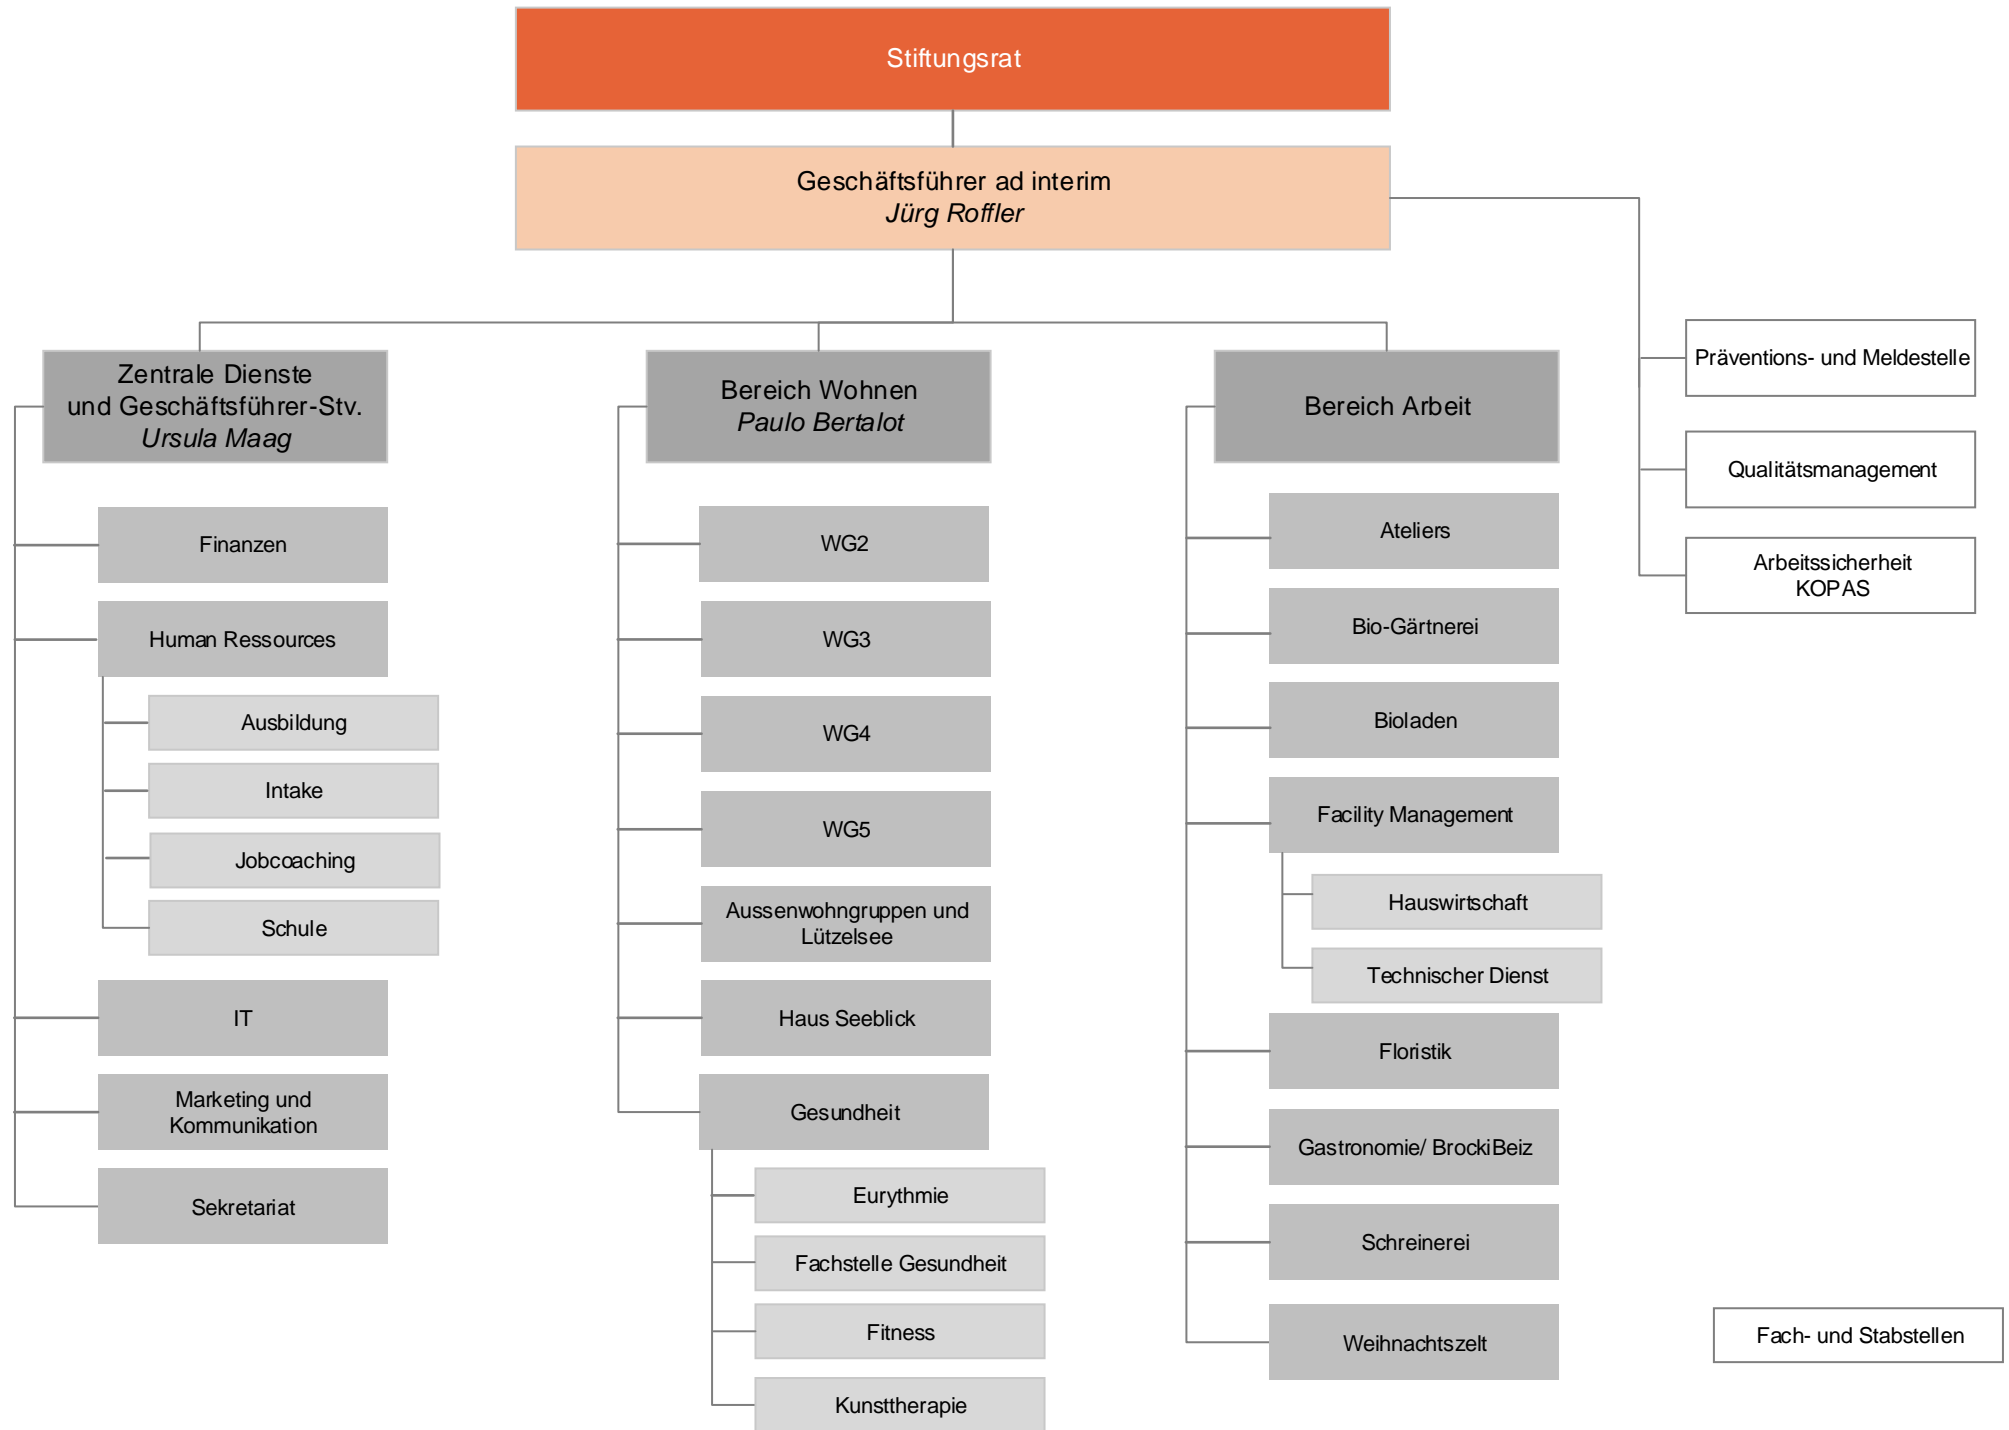 Stiftungsrat
Geschäftsführer ad interim
Jürg Roffler
Zentrale Dienste
und Geschäftsführer-Stv.
Ursula Maag
Finanzen
Human Ressources
Ausbildung
Intake
Jobcoaching
Schule
IT
Marketing und
Kommunikation
Sekretariat
Bereich Wohnen
Paulo Bertalot
WG2
WG3
WG4
WG5
Aussenwohngruppen und
Lützelsee
Haus Seeblick
Gesundheit
Eurythmie
Fachstelle Gesundheit
Fitness
Kunsttherapie
Bereich Arbeit
Ateliers
Bio-Gärtnerei
Bioladen
Facility Management
Hauswirtschaft
Technischer Dienst
Floristik
Gastronomie/ BrockiBeiz
Schreinerei
Weihnachtszelt
Präventions- und Meldestelle
Qualitätsmanagement
Arbeitssicherheit
KOPAS
Fach- und Stabstellen